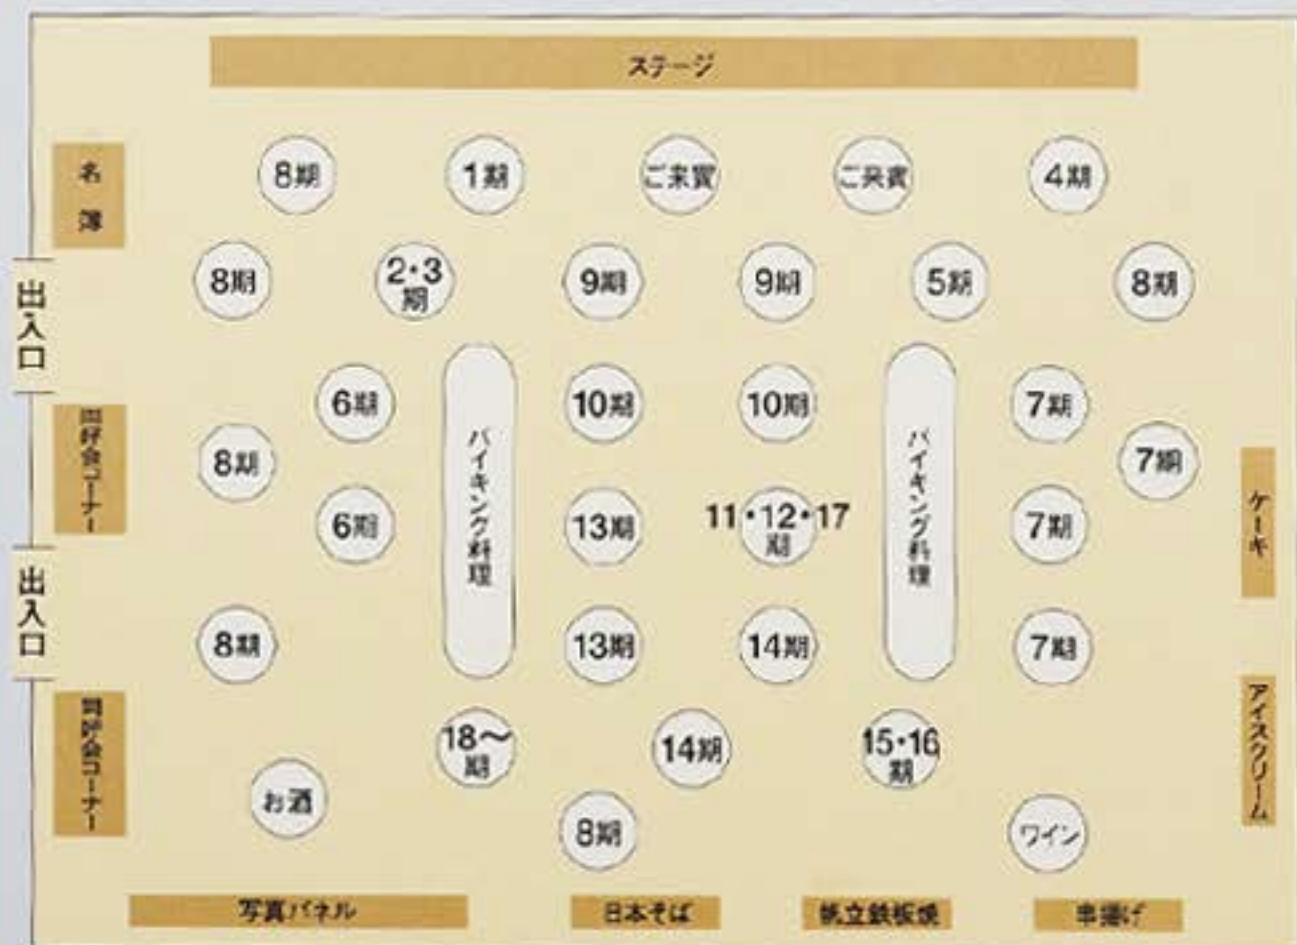 ステージ
名簿
8期
1期
ご来賓
ご来賓
4期
出入口
8期
2・3
期
9期
9期
5期
8期
同好会コーナー
6期
バイキング料理
10期
10期
バイキング料理
7期
8期
7期
ケーキ
6期
13期
11・12・17
期
7期
出入口
8期
13期
14期
7期
同好会コーナー
18〜
期
14期
15・16
期
アイスクリーム
お酒
8期
ワイン
写真パネル
日本そば
帆立鉄板焼
串揚げ